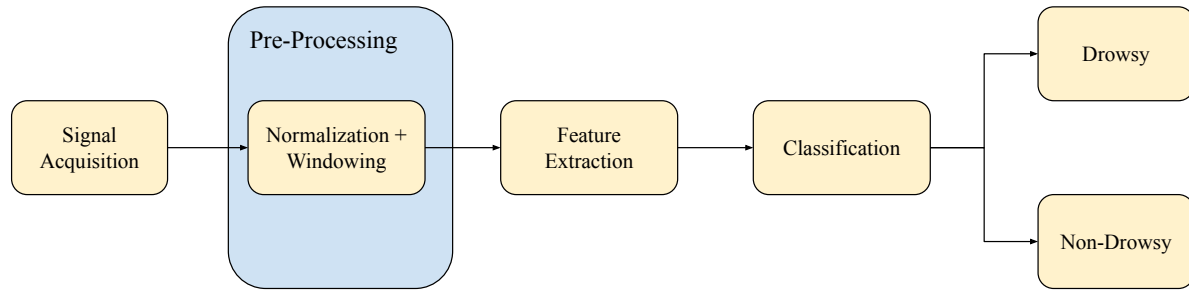 Pre-Processing
Signal
Acquisition
Normalization +
Windowing
Feature
Extraction
Classification
Drowsy
Non-Drowsy